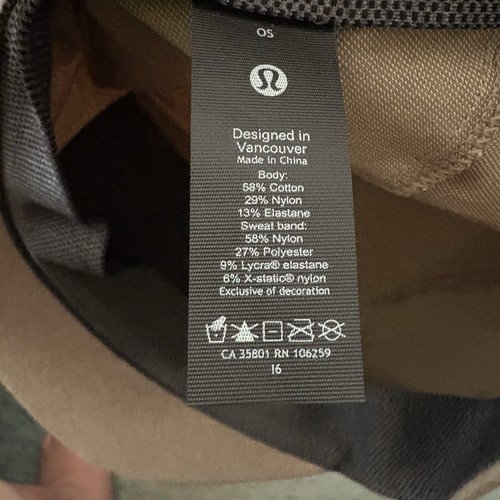 OS
Designed in
Vancouver
Made in China
Body:
58% Cotton
29% Nylon
13% Elastane
Sweat band:
58% Nylon
27% Polyester
9% Lycra® elastane
6% X-static® nylon
Exclusive of decoration
CA 35801 RN 106259
16